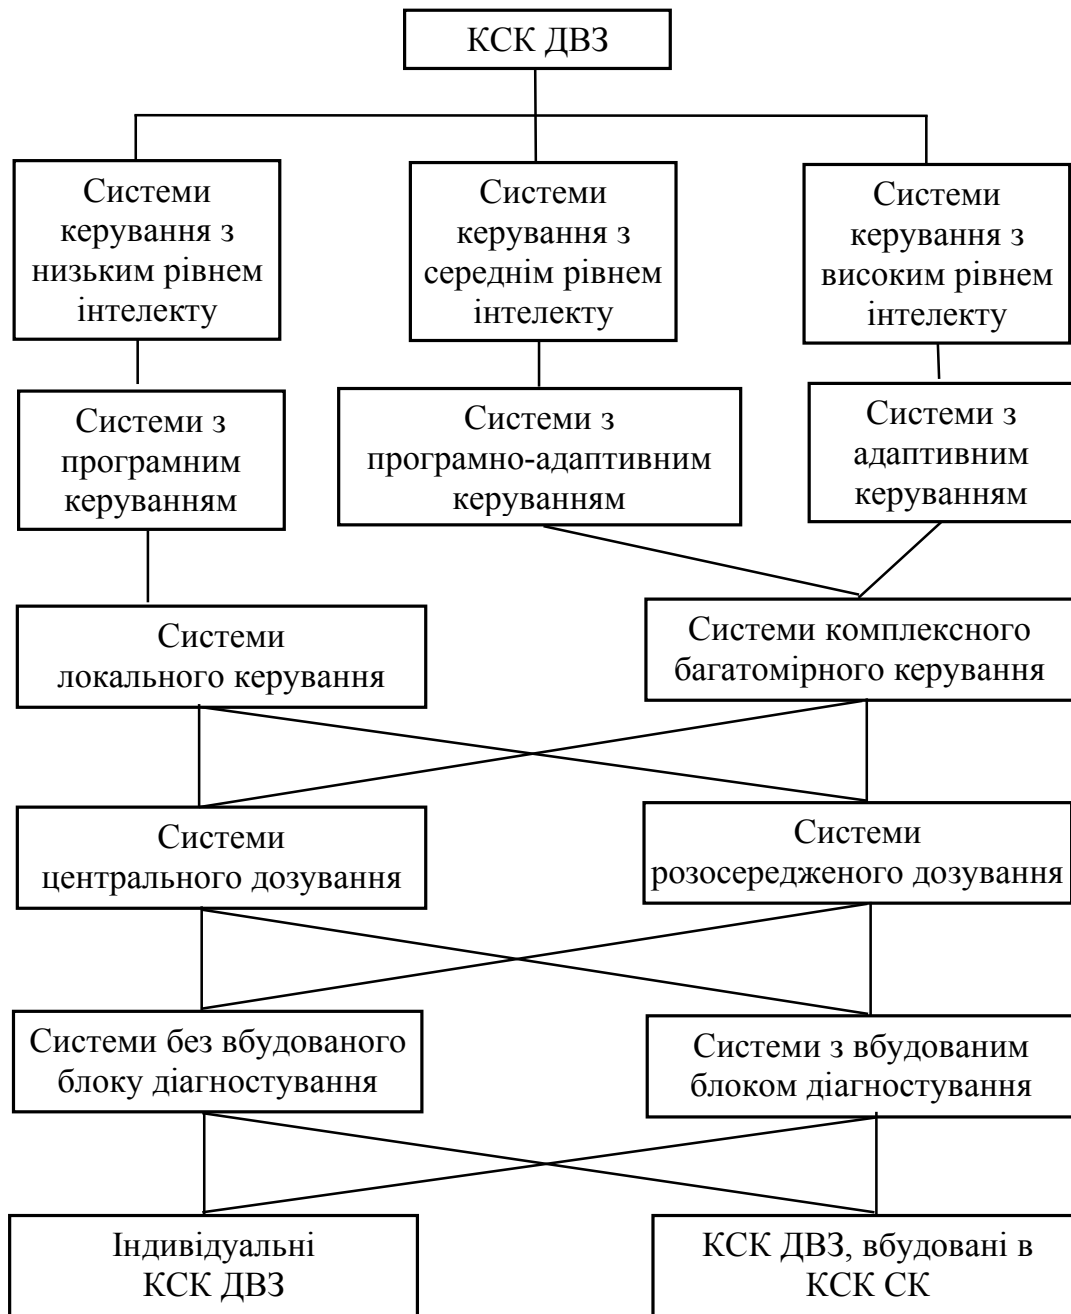 КСК ДВЗ
Системи
керування з
низьким рівнем
інтелекту
Системи
керування з
середнім рівнем
інтелекту
Системи
керування з
високим рівнем
інтелекту
Системи з
програмним
керуванням
Системи з
програмно-адаптивним
керуванням
Системи з
адаптивним
керуванням
Системи
локального керування
Системи комплексного
багатомірного керування
Системи
центрального дозування
Системи
розосередженого дозування
Системи без вбудованого
блоку діагностування
Системи з вбудованим
блоком діагностування
Індивідуальні
КСК ДВЗ
КСК ДВЗ, вбудовані в
КСК СК